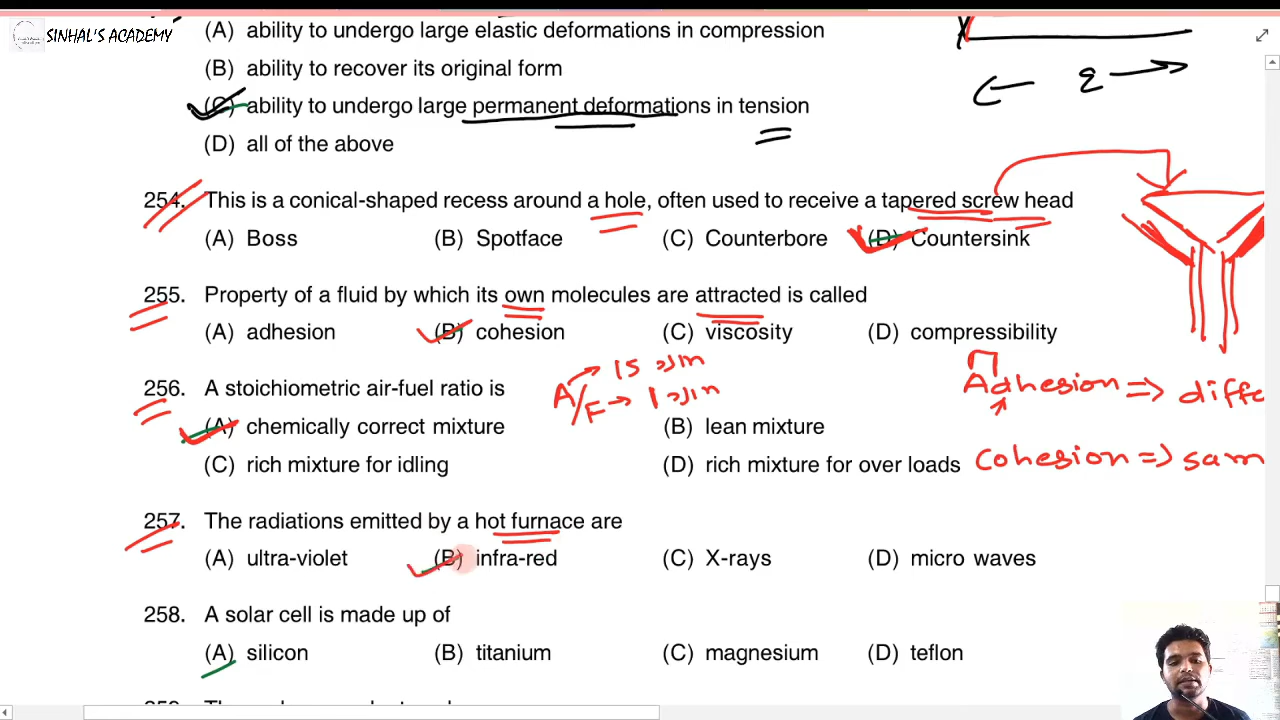 SINHAL'S ACADEMY
(A) ability to undergo large elastic deformations in compression
(B) ability to recover its original form
(C) ability to undergo large permanent deformations in tension
(D) all of the above
254. This is a conical-shaped recess around a hole, often used to receive a tapered screw head
(A) Boss (B) Spotface (C) Counterbore (D) Countersink
255. Property of a fluid by which its own molecules are attracted is called
(A) adhesion (B) cohesion (C) viscosity (D) compressibility
256. A stoichiometric air-fuel ratio is
A/F → 15
→ 1
Adhesion ⇒ diffe
(A) chemically correct mixture (B) lean mixture
(C) rich mixture for idling (D) rich mixture for over loads
cohesion ⇒ sam
257. The radiations emitted by a hot furnace are
(A) ultra-violet (B) infra-red (C) X-rays (D) micro waves
258. A solar cell is made up of
(A) silicon (B) titanium (C) magnesium (D) teflon